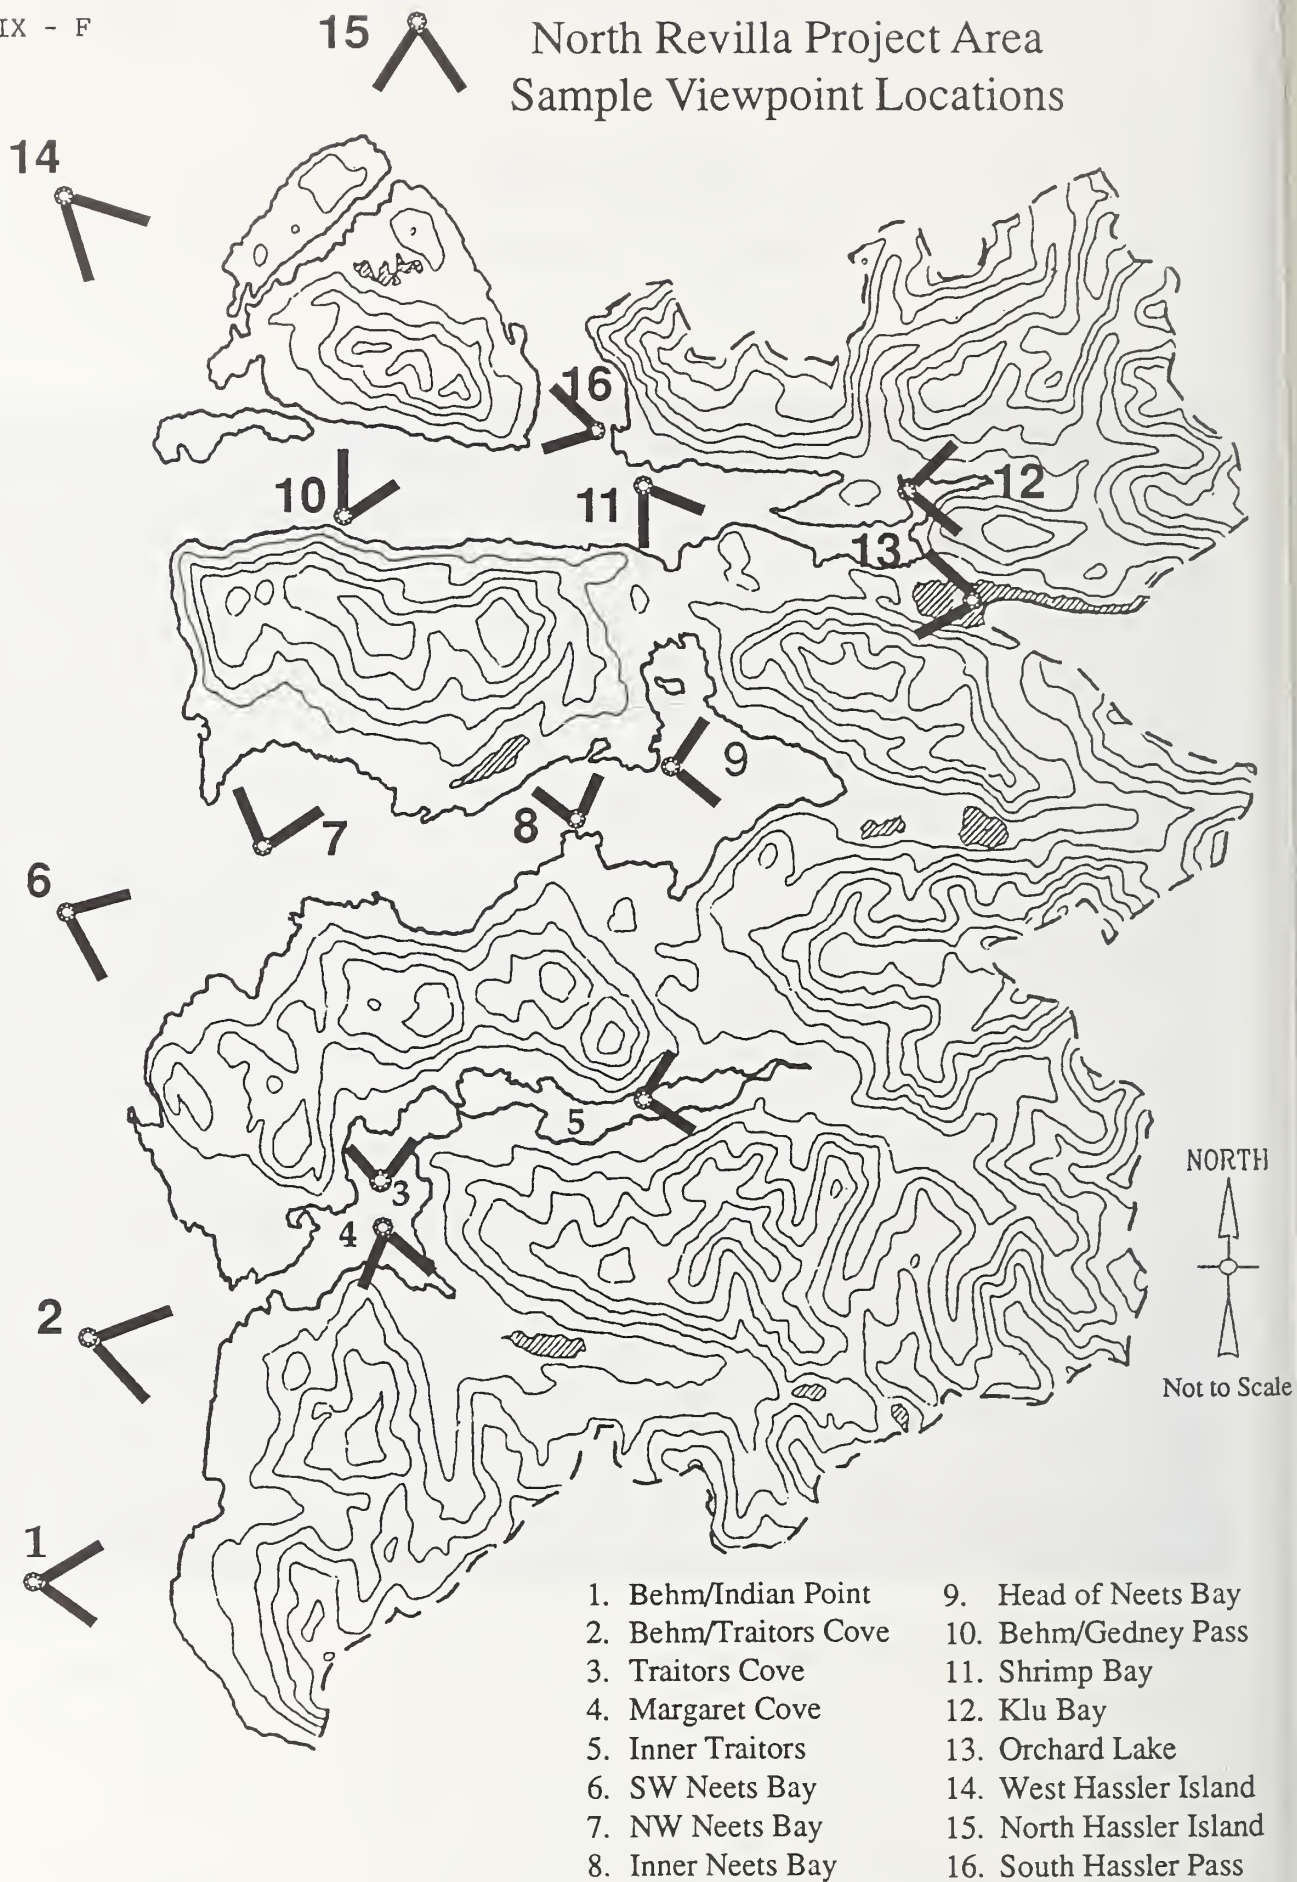 IX - F
North Revilla Project Area
Sample Viewpoint Locations
15
14
16
10
11
12
13
9
8
7
6
5
3
4
2
1
NORTH
Not to Scale
1. Behm/Indian Point
2. Behm/Traitors Cove
3. Traitors Cove
4. Margaret Cove
5. Inner Traitors
6. SW Neets Bay
7. NW Neets Bay
8. Inner Neets Bay
9. Head of Neets Bay
10. Behm/Gedney Pass
11. Shrimp Bay
12. Klu Bay
13. Orchard Lake
14. West Hassler Island
15. North Hassler Island
16. South Hassler Pass